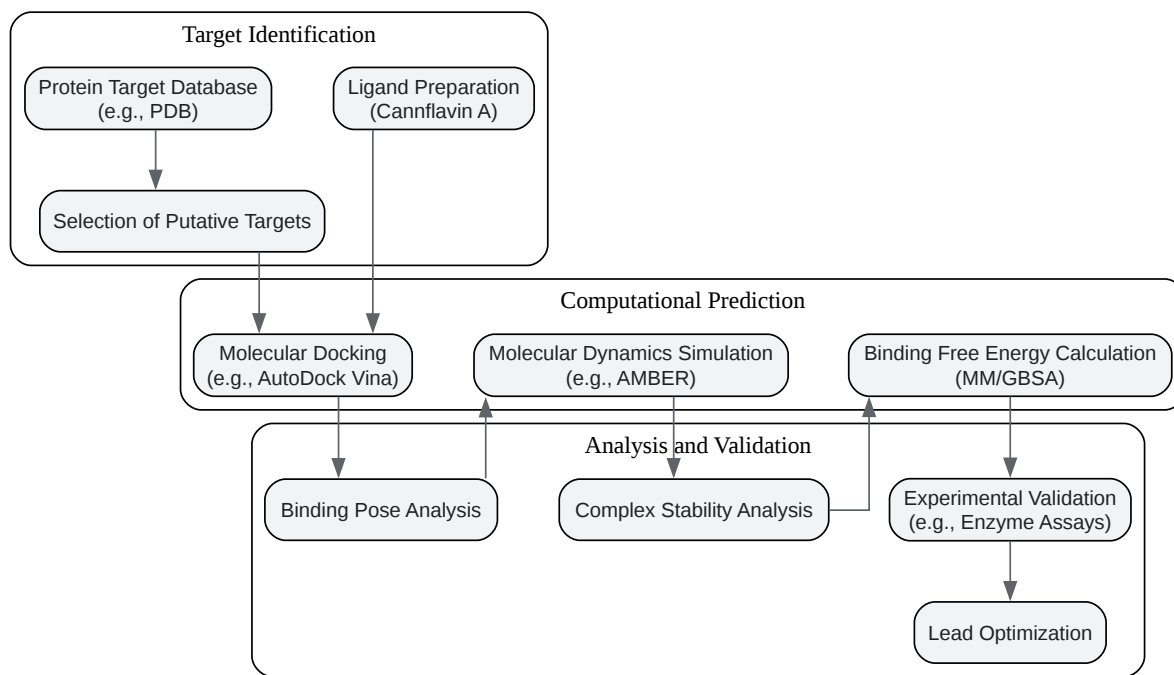 Target Identification
Protein Target Database
(e.g., PDB)
Ligand Preparation
(Cannflavin A)
Selection of Putative Targets
Computational Prediction
Molecular Docking
(e.g., AutoDock Vina)
Molecular Dynamics Simulation
(e.g., AMBER)
Binding Free Energy Calculation
(MM/GBSA)
Analysis and Validation
Binding Pose Analysis
Complex Stability Analysis
Experimental Validation
(e.g., Enzyme Assays)
Lead Optimization